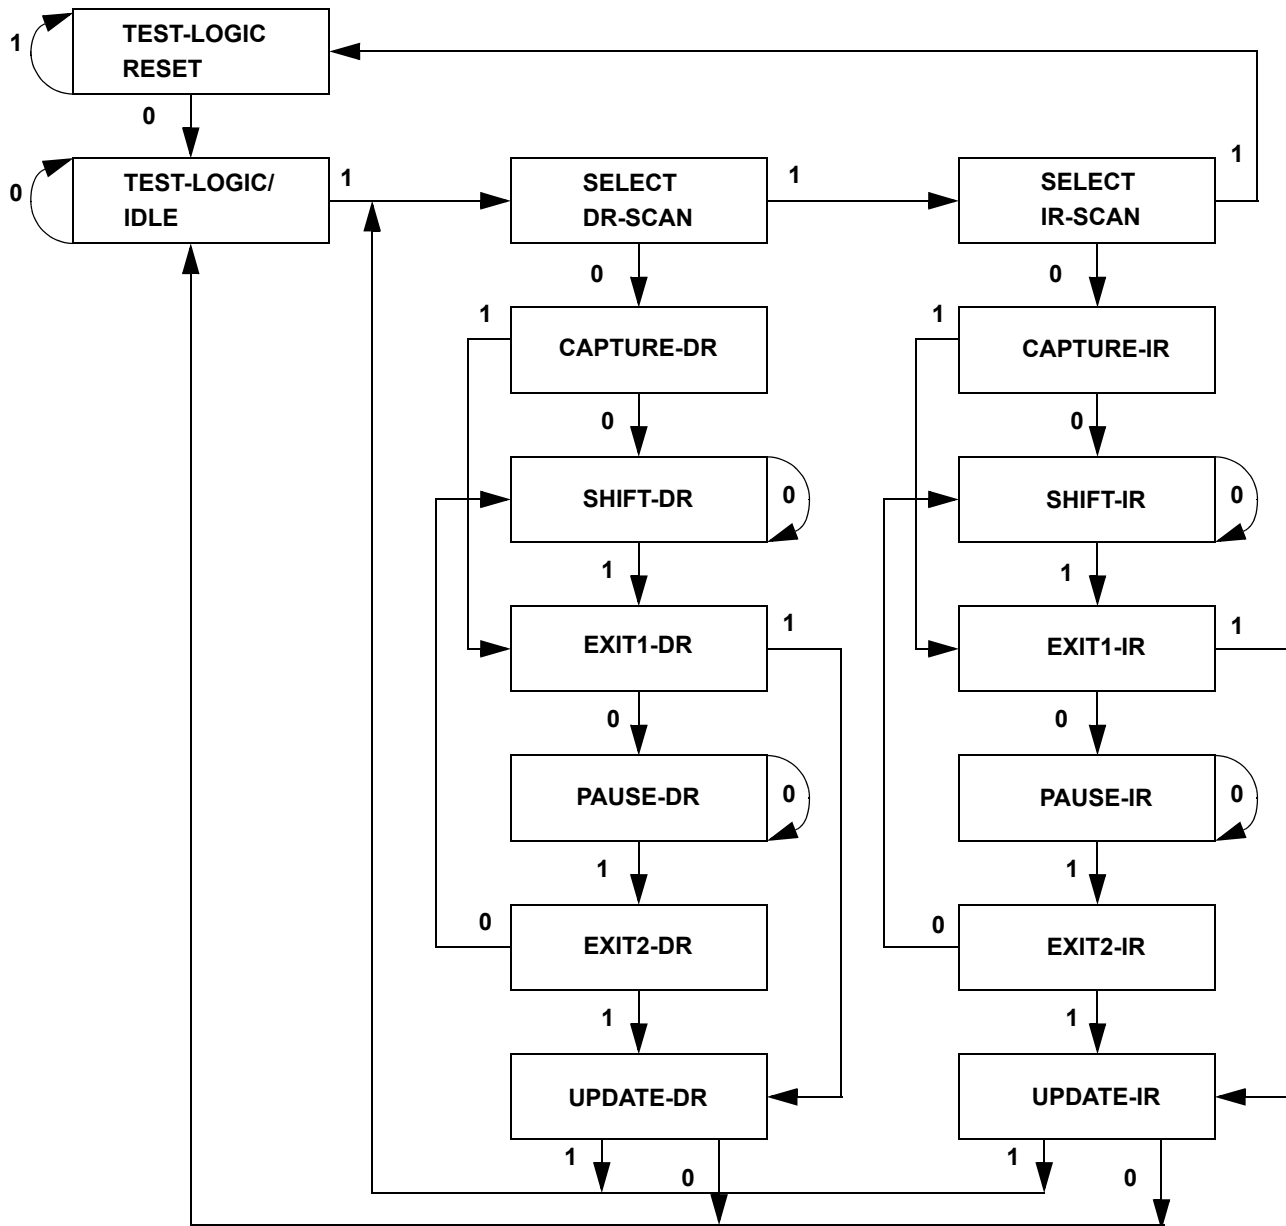 1
TEST-LOGIC
RESET
0
0
TEST-LOGIC/
IDLE
1
SELECT
DR-SCAN
1
SELECT
IR-SCAN
1
0
0
1
CAPTURE-DR
1
CAPTURE-IR
0
0
SHIFT-DR
0
SHIFT-IR
0
1
1
EXIT1-DR
1
EXIT1-IR
1
0
0
PAUSE-DR
0
PAUSE-IR
0
1
1
0
EXIT2-DR
0
EXIT2-IR
1
1
UPDATE-DR
UPDATE-IR
1
0
1
0